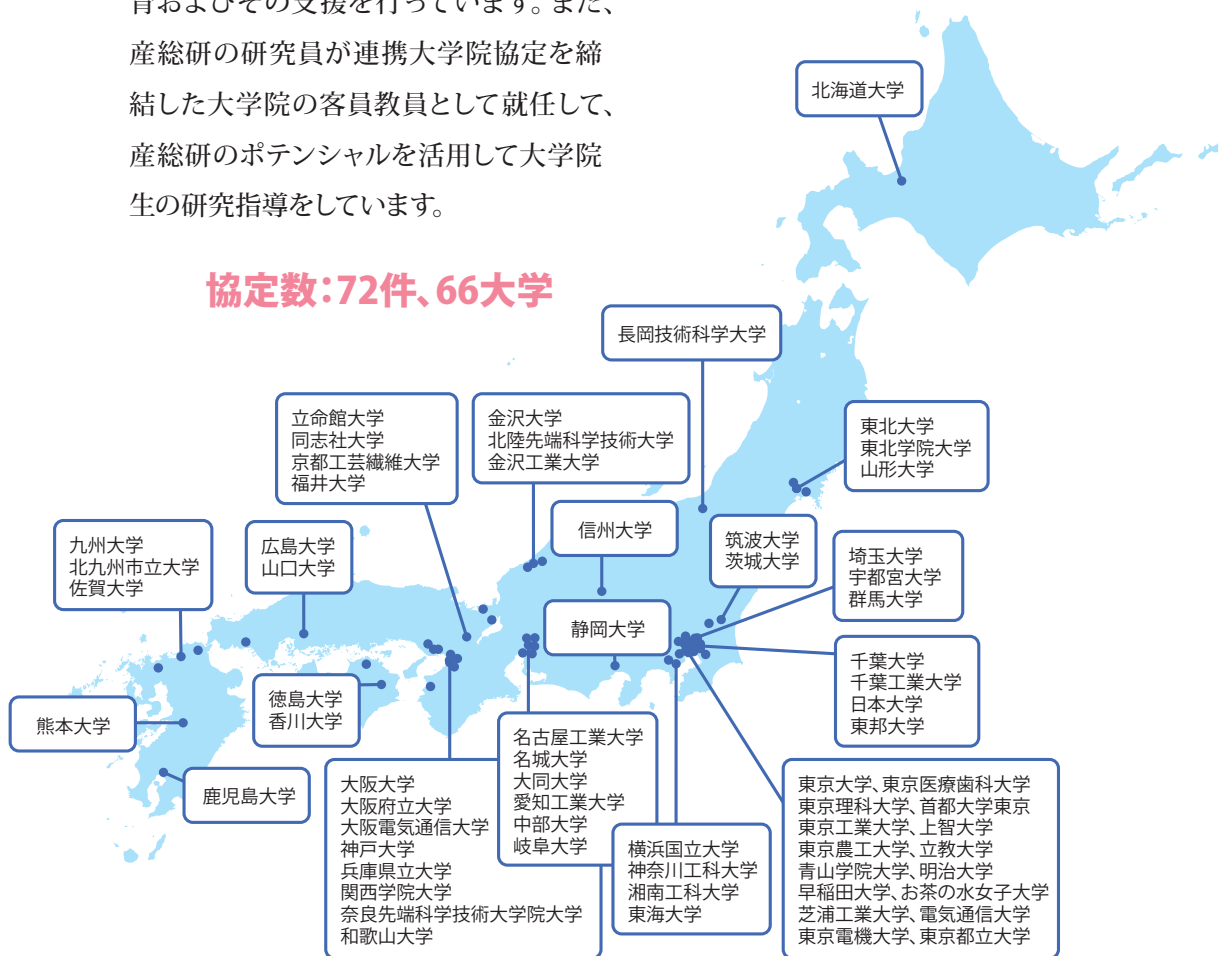 育およびその支援を行っています。また、
産総研の研究員が連携大学院協定を締
結した大学院の客員教員として就任して、
産総研のポテンシャルを活用して大学院
生の研究指導をしています。
協定数：72件、66大学
北海道大学
長岡技術科学大学
立命館大学
同志社大学
京都工芸繊維大学
福井大学
金沢大学
北陸先端科学技術大学
金沢工業大学
東北大学
東北学院大学
山形大学
九州大学
北九州市立大学
佐賀大学
広島大学
山口大学
信州大学
筑波大学
茨城大学
埼玉大学
宇都宮大学
群馬大学
静岡大学
千葉大学
千葉工業大学
日本大学
東邦大学
熊本大学
徳島大学
香川大学
鹿児島大学
大阪大学
大阪府立大学
大阪電気通信大学
神戸大学
兵庫県立大学
関西学院大学
奈良先端科学技術大学院大学
和歌山大学
名古屋工業大学
名城大学
大同大学
愛知工業大学
中部大学
岐阜大学
横浜国立大学
神奈川工科大学
湘南工科大学
東海大学
東京大学、東京医療歯科大学
東京理科大学、首都大学東京
東京工業大学、上智大学
東京農工大学、立教大学
青山学院大学、明治大学
早稲田大学、お茶の水女子大学
芝浦工業大学、電気通信大学
東京電機大学、東京都立大学